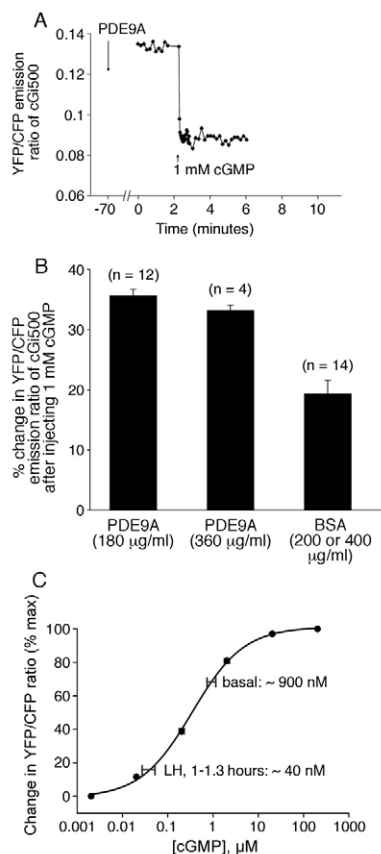 A
PDE9A
YFP/CFP emission
ratio of cGi500
0.14
0.12
0.1
0.08
0.06
1 mM cGMP
-70 0 2 4 6 8 10
Time (minutes)
B
% change in YFP/CFP
emission ratio of cGi500
after injecting 1 mM cGMP
40
30
20
10
0
(n = 12)
(n = 4)
(n = 14)
PDE9A
(180 µg/ml)
PDE9A
(360 µg/ml)
BSA
(200 or 400
µg/ml)
C
Change in YFP/CFP ratio (% max)
100
80
60
40
20
0
basal: ~ 900 nM
LH, 1-1.3 hours: ~ 40 nM
0.001 0.01 0.1 1 10 100 1000
[cGMP], µM